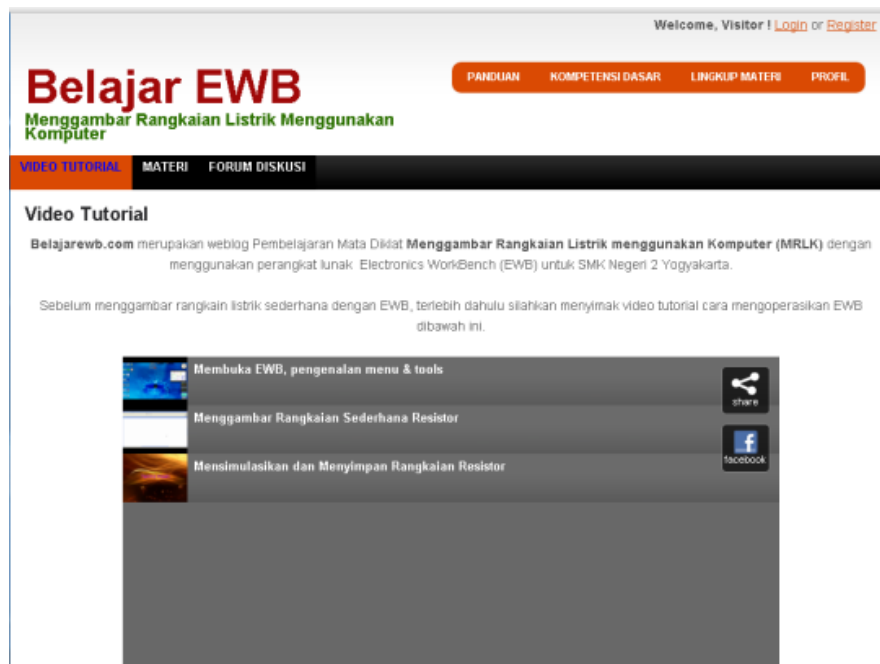 Welcome, Visitor ! Login or Register
Belajar EWB
Menggambar Rangkaian Listrik Menggunakan
Komputer
PANDUAN KOMPETENSI DASAR LINGKUP MATERI PROFIL
VIDEO TUTORIAL MATERI FORUM DISKUSI
Video Tutorial
Belajarewb.com merupakan weblog Pembelajaran Mata Diklat Menggambar Rangkaian Listrik menggunakan Komputer (MRLK) dengan
menggunakan perangkat lunak Electronics WorkBench (EWB) untuk SMK Negeri 2 Yogyakarta.
Sebelum menggambar rangkain listrik sederhana dengan EWB, terlebih dahulu silahkan menyimak video tutorial cara mengoperasikan EWB
dibawah ini.
Membuka EWB, pengenalan menu & tools
share
Menggambar Rangkaian Sederhana Resistor
facebook
Mensimulasikan dan Menyimpan Rangkaian Resistor